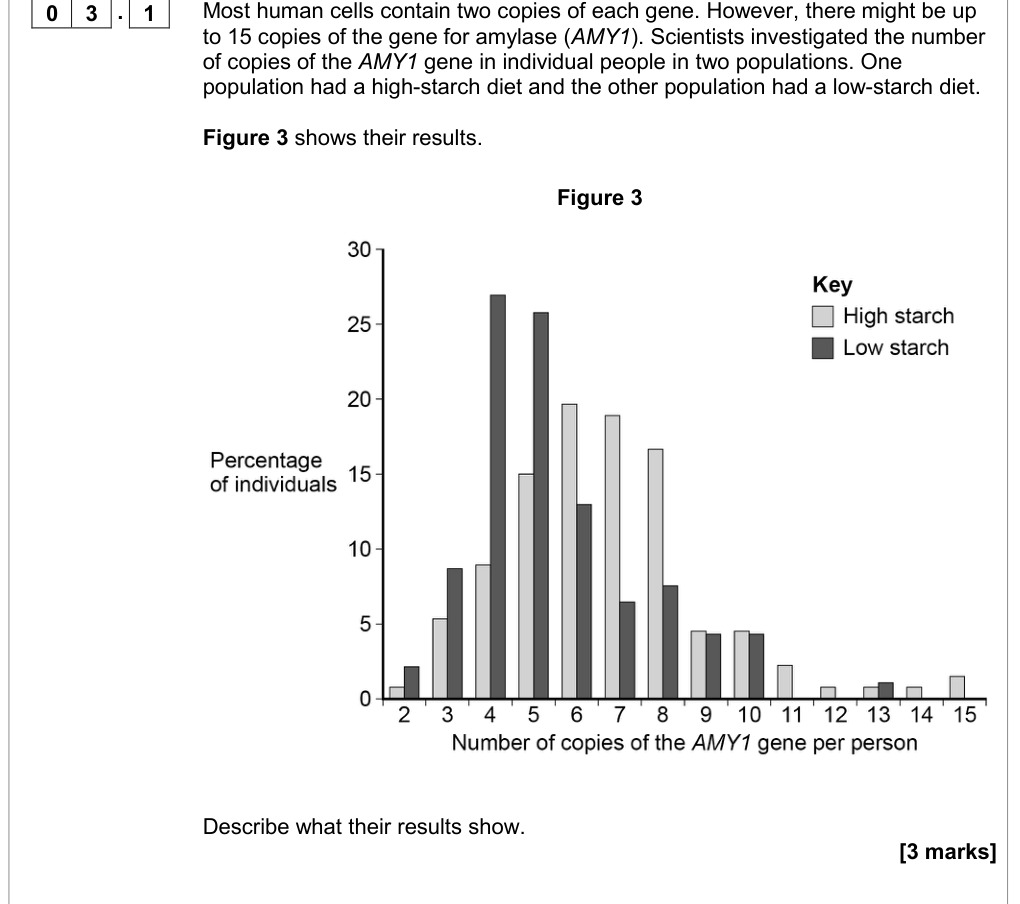 0 3 . 1
Most human cells contain two copies of each gene. However, there might be up
to 15 copies of the gene for amylase (AMY1). Scientists investigated the number
of copies of the AMY1 gene in individual people in two populations. One
population had a high-starch diet and the other population had a low-starch diet.
Figure 3 shows their results.
Figure 3
30
25
20
15
10
5
0
Percentage
of individuals
Key
High starch
Low starch
2 3 4 5 6 7 8 9 10 11 12 13 14 15
Number of copies of the AMY1 gene per person
Describe what their results show.
[3 marks]